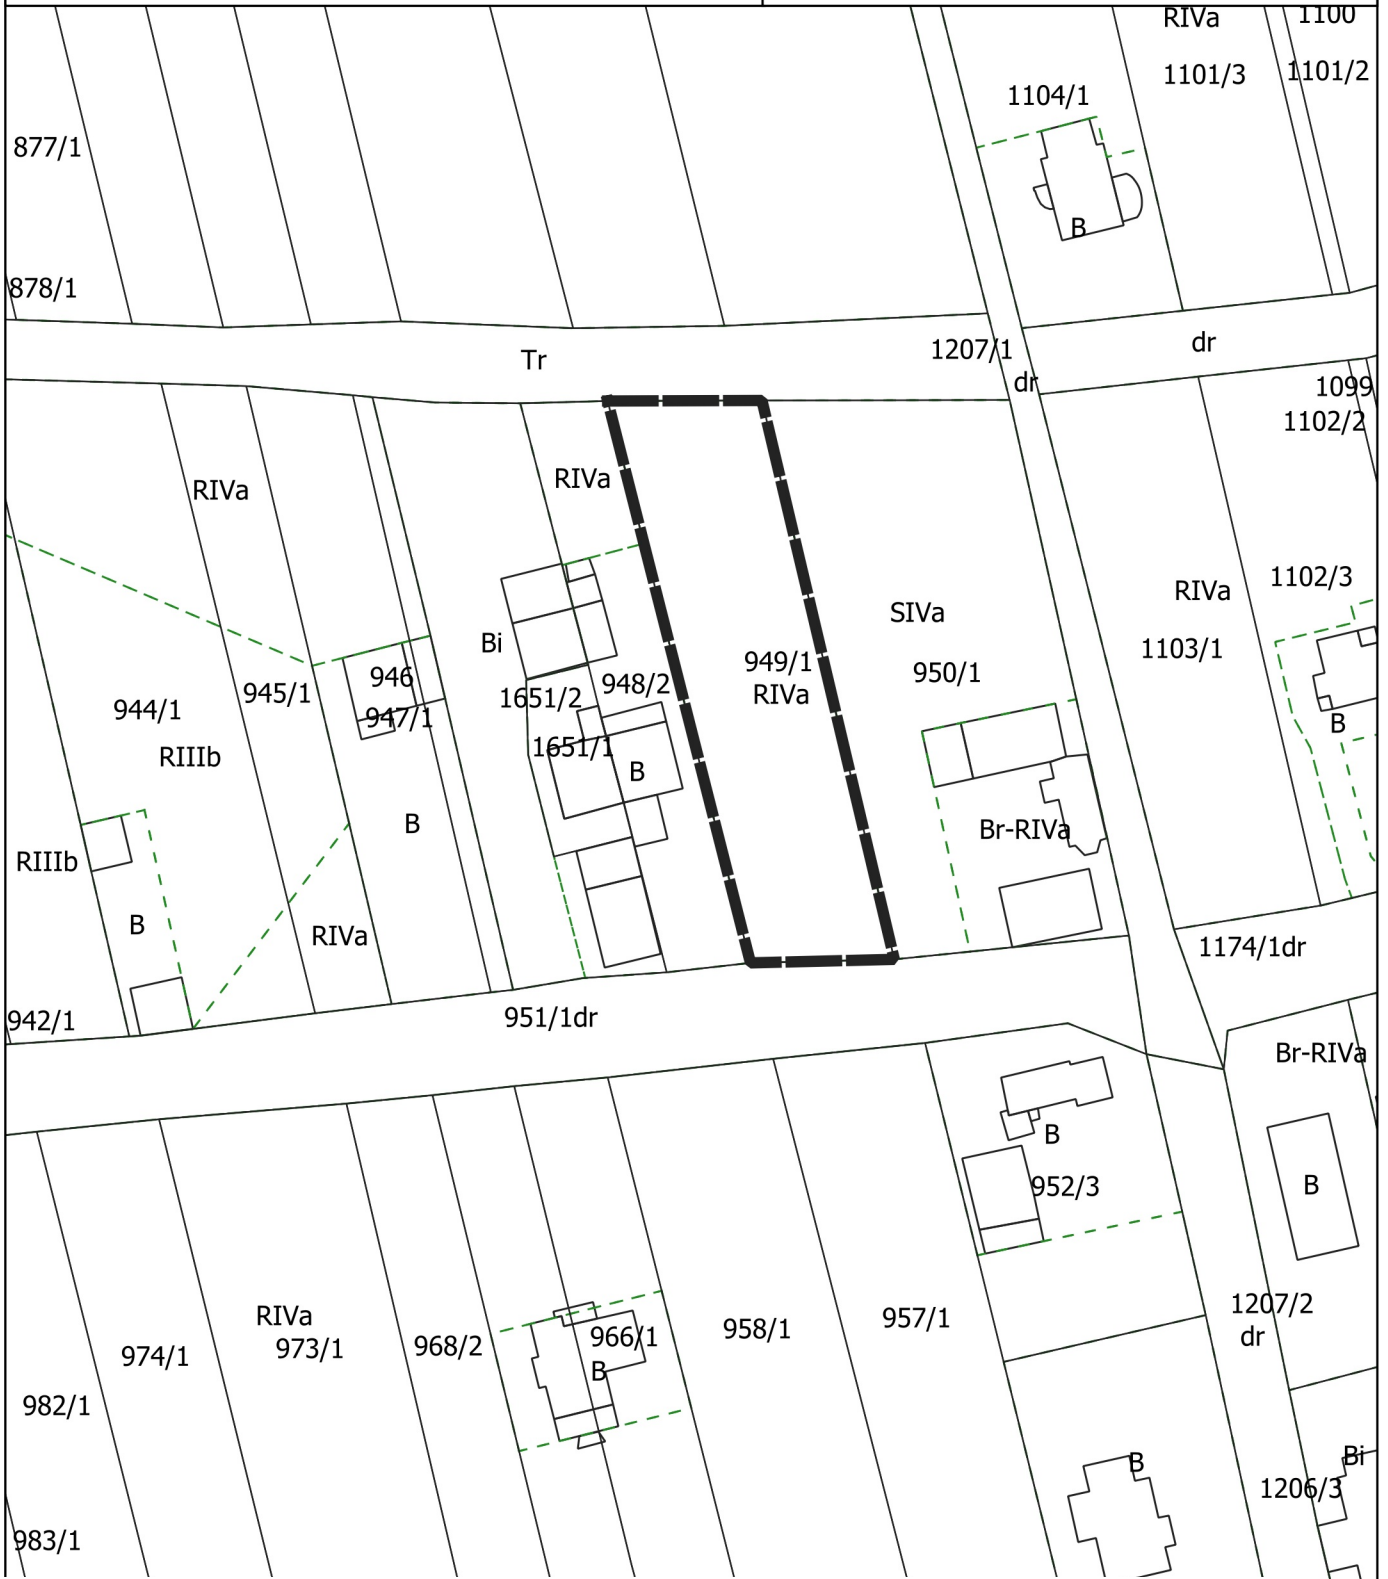 RIVa
1100
1101/3
1101/2
1104/1
877/1
B
878/1
1207/1
dr
Tr
dr
1099
1102/2
RIVa
RIVa
1102/3
RIVa
SIVa
Bi
1103/1
949/1
950/1
946
948/2
945/1
RIVa
1651/2
944/1
947/1
B
1651/1
RIIIb
B
B
Br-RIVa
RIIIb
B
RIVa
1174/1dr
951/1dr
942/1
Br-RIVa
B
952/3
B
1207/2
RIVa
957/1
958/1
966/1
dr
968/2
973/1
974/1
B
982/1
Bi
B
1206/3
983/1